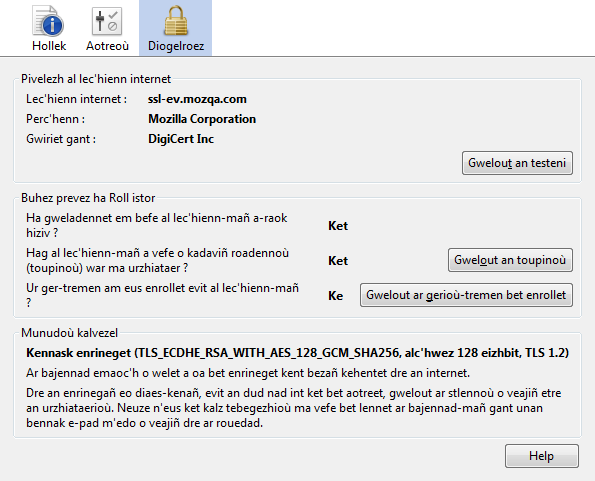 Hollek
Aotreoù
Diogelroez
Pivelezh al lec'hienn internet
Lec'hienn internet :
ssl-ev.mozqa.com
Perc'henn :
Mozilla Corporation
Gwiriet gant :
DigiCert Inc
Gwelout an testeni
Buhez prevez ha Roll istor
Ha gweladennet em befe al lec'hienn-mañ a-raok
hiziv ?
Ket
Hag al lec'hienn-mañ a vefe o kadaviñ roadennoù
(toupinoù) war ma urzhiataer ?
Ket
Gwelout an toupinoù
Ur ger-tremen am eus enrollet evit al lec'hienn-mañ
?
Ke
Gwelout ar gerioù-tremen bet enrollet
Munudoù kalvezel
Kennask enrineget (TLS_ECDHE_RSA_WITH_AES_128_GCM_SHA256, alc'hwez 128 eizhbit, TLS 1.2)
Ar bajennad emaoc'h o welet a oa bet enrineget kent bezañ kehentet dre an internet.
Dre an enrinegañ eo diaes-kenañ, evit an dud nad int ket bet aotreet, gwelout ar stlennoù o veajiñ etre
an urzhiataerioù. Neuze n'eus ket kalz tebegezhioù ma vefe bet lennet ar bajennad-mañ gant unan
bennak e-pad m'edo o veajiñ dre ar rouedad.
Help